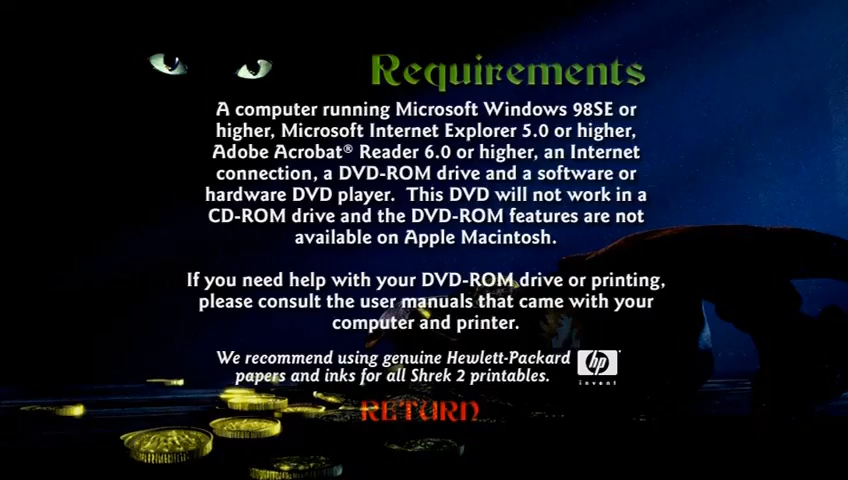 Requirements
A computer running Microsoft Windows 98SE or
higher, Microsoft Internet Explorer 5.0 or higher,
Adobe Acrobat® Reader 6.0 or higher, an Internet
connection, a DVD-ROM drive and a software or
hardware DVD player. This DVD will not work in a
CD-ROM drive and the DVD-ROM features are not
available on Apple Macintosh.
If you need help with your DVD-ROM drive or printing,
please consult the user manuals that came with your
computer and printer.
We recommend using genuine Hewlett-Packard
papers and inks for all Shrek 2 printables.
hp
invent
RETURN